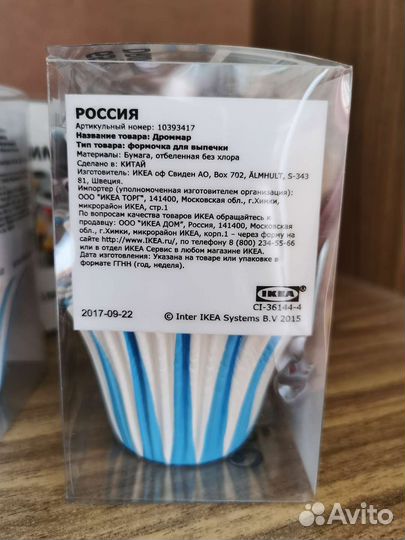 РОССИЯ
Артикульный номер: 10393417
Название товара: Дроммар
Тип товара: формочка для выпечки
Материалы: Бумага, отбеленная без хлора
Сделано в: КИТАЙ
Изготовитель: ИКЕА оф Свиден АО, Box 702, ÄLMHULT, S-343
81, Швеция.
Импортер (уполномоченная изготовителем организация):
ООО "ИКЕА ТОРГ", 141400, Московская обл., г.Химки,
микрорайон ИКЕА, стр.1
По вопросам качества товаров ИКЕА обращайтесь к
продавцу: ООО "ИКЕА ДОМ", Россия, 141400, Московская
обл., г. Химки, микрорайон ИКЕА, корп.1 – через форму на
сайте http://www.IKEA.ru/, по телефону 8 (800) 234-55-66
или в отделе Сервис в любом магазине ИКЕА.
Дата изготовления: Указана на товаре или упаковке в
формате ГГНН (год, неделя).
IKEA
CI-36144-4
2017-09-22
© Inter IKEA Systems B.V 2015
Avito